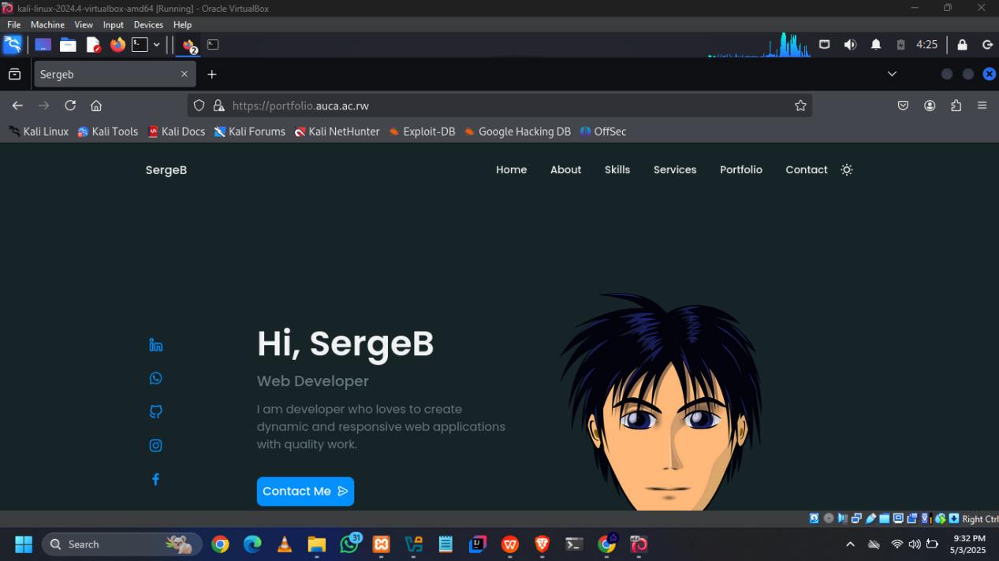 kali-linux-2024.4-virtualbox-amd64 [Running] - Oracle VirtualBox
File Machine View Input Devices Help
2
4:25
Sergeb
https://portfolio.auca.ac.rw
Kali Linux Kali Tools Kali Docs Kali Forums Kali NetHunter Exploit-DB Google Hacking DB OffSec
SergeB
Home About Skills Services Portfolio Contact
Hi, SergeB
Web Developer
I am developer who loves to create
dynamic and responsive web applications
with quality work.
Contact Me
Right Ctrl
Search
31
9:32 PM
5/3/2025